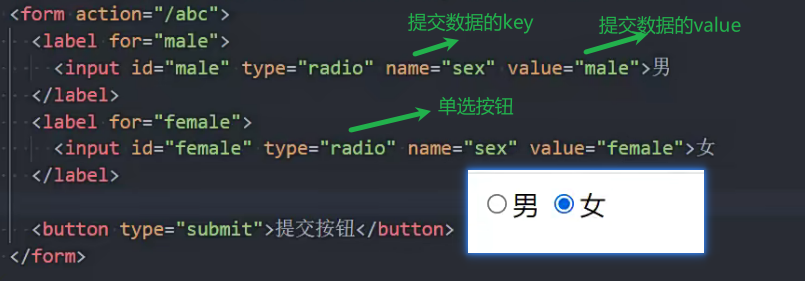 <form action="/abc">
提交数据的key
提交数据的value
<label for="male">
<input id="male" type="radio" name="sex" value="male">男
</label>
单选按钮
<label for="female">
<input id="female" type="radio" name="sex" value="female">女
</label>
男 女
<button type="submit">提交按钮</button>
</form>